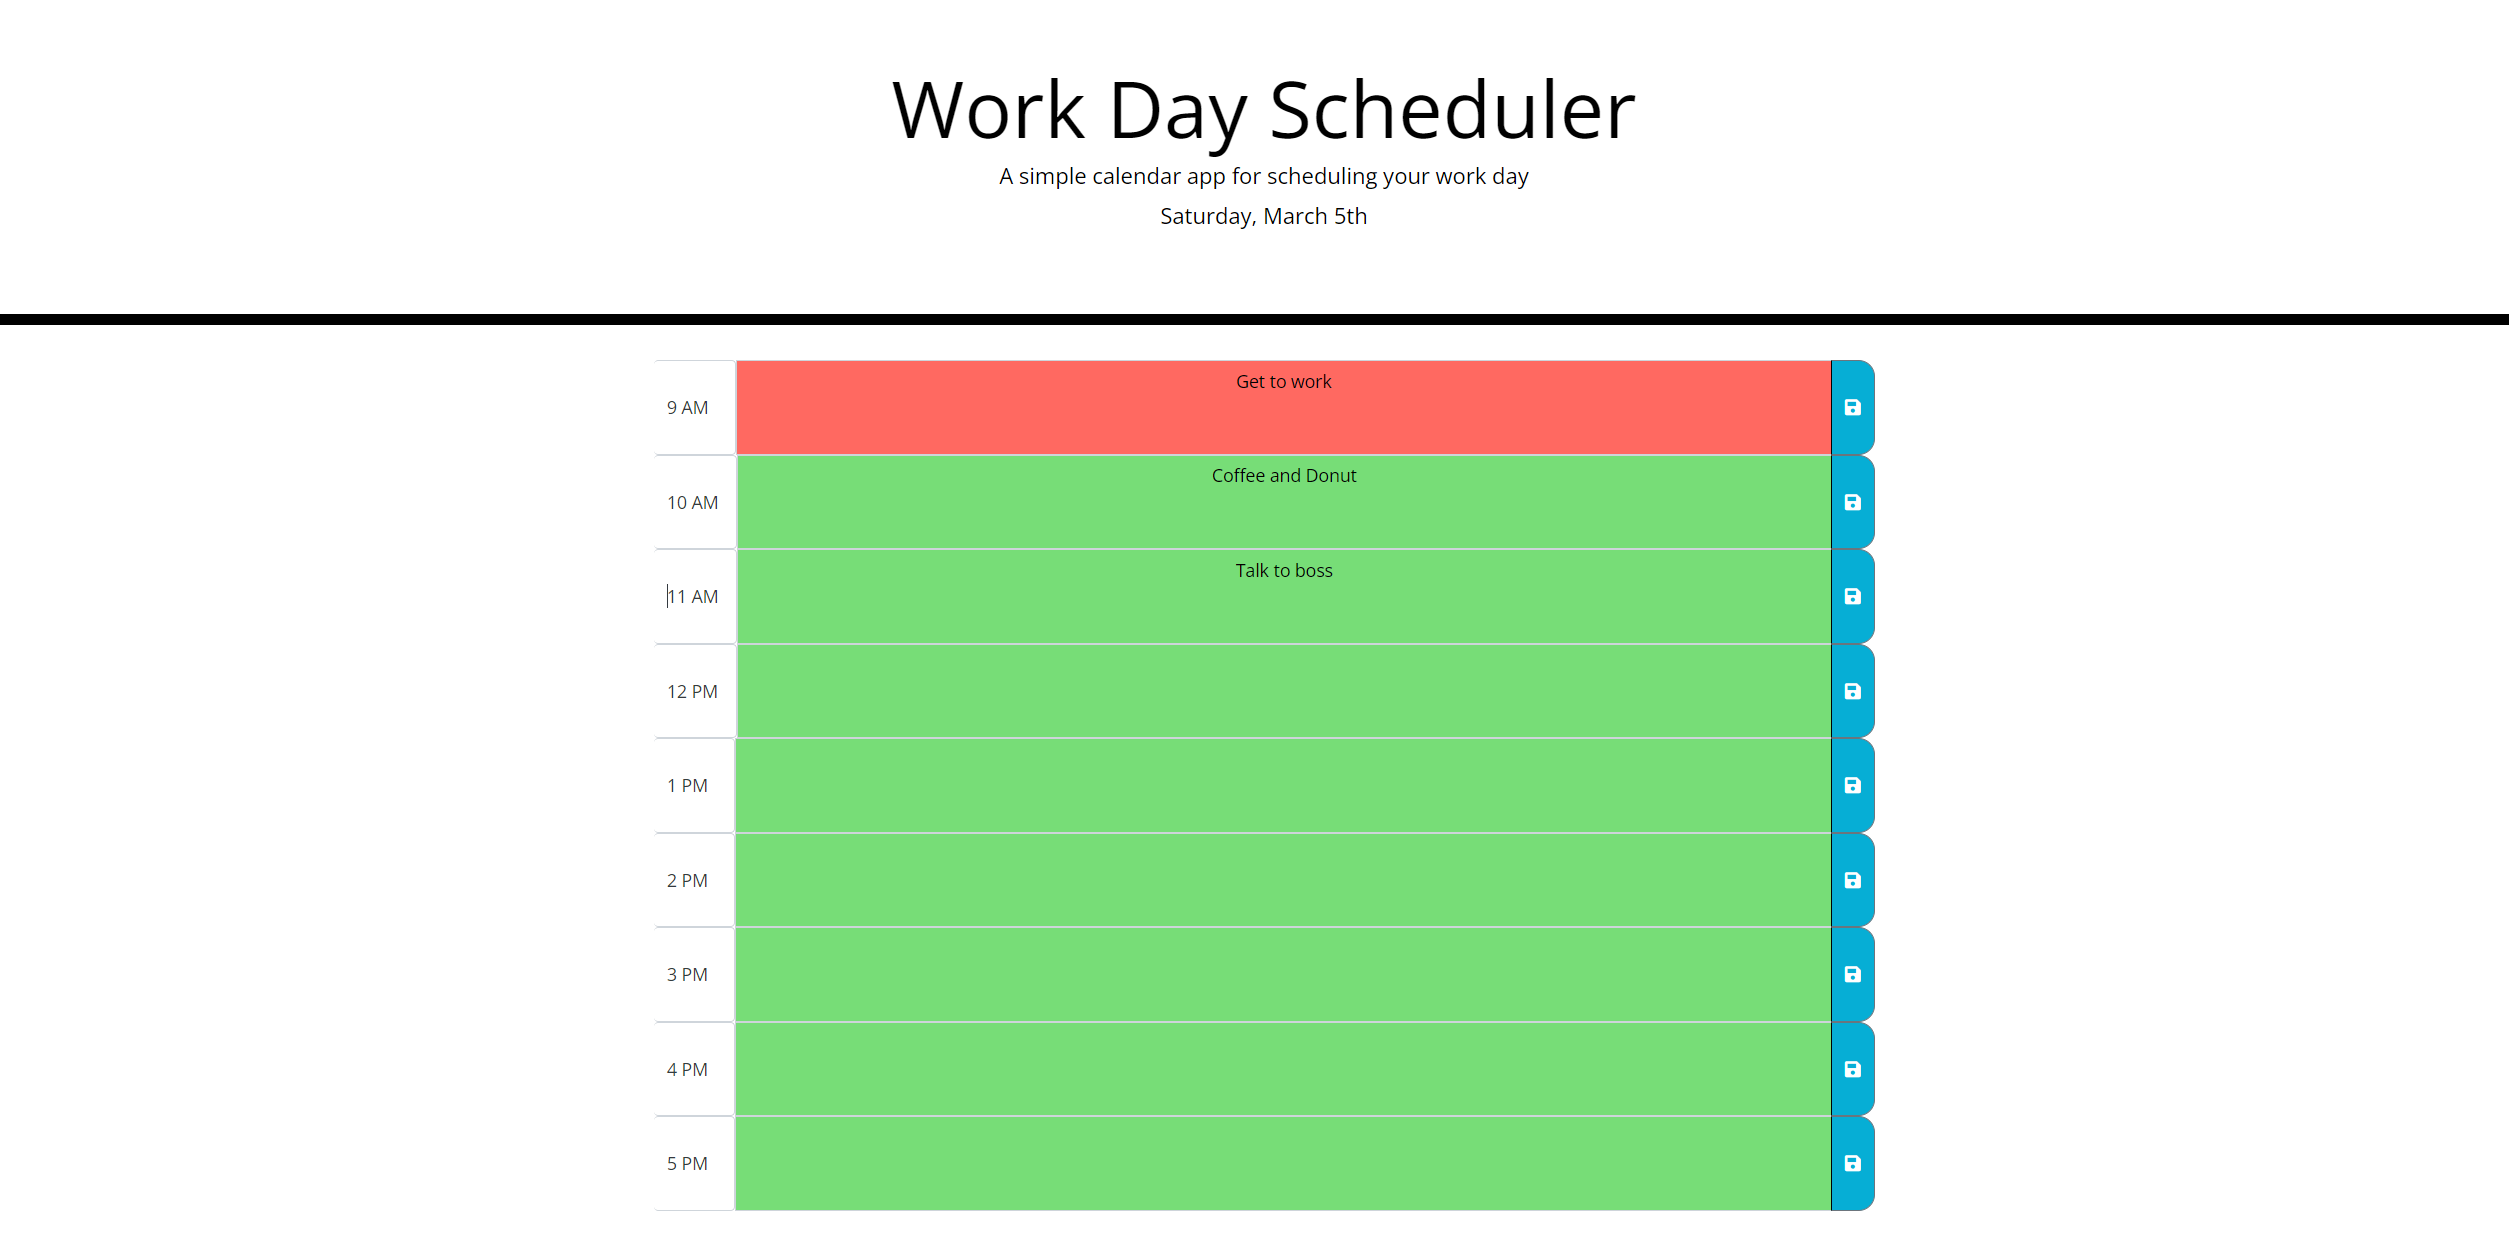 Work Day Scheduler
A simple calendar app for scheduling your work day
Saturday, March 5th
9 AM
Get to work
10 AM
Coffee and Donut
11 AM
Talk to boss
12 PM
1 PM
2 PM
3 PM
4 PM
5 PM